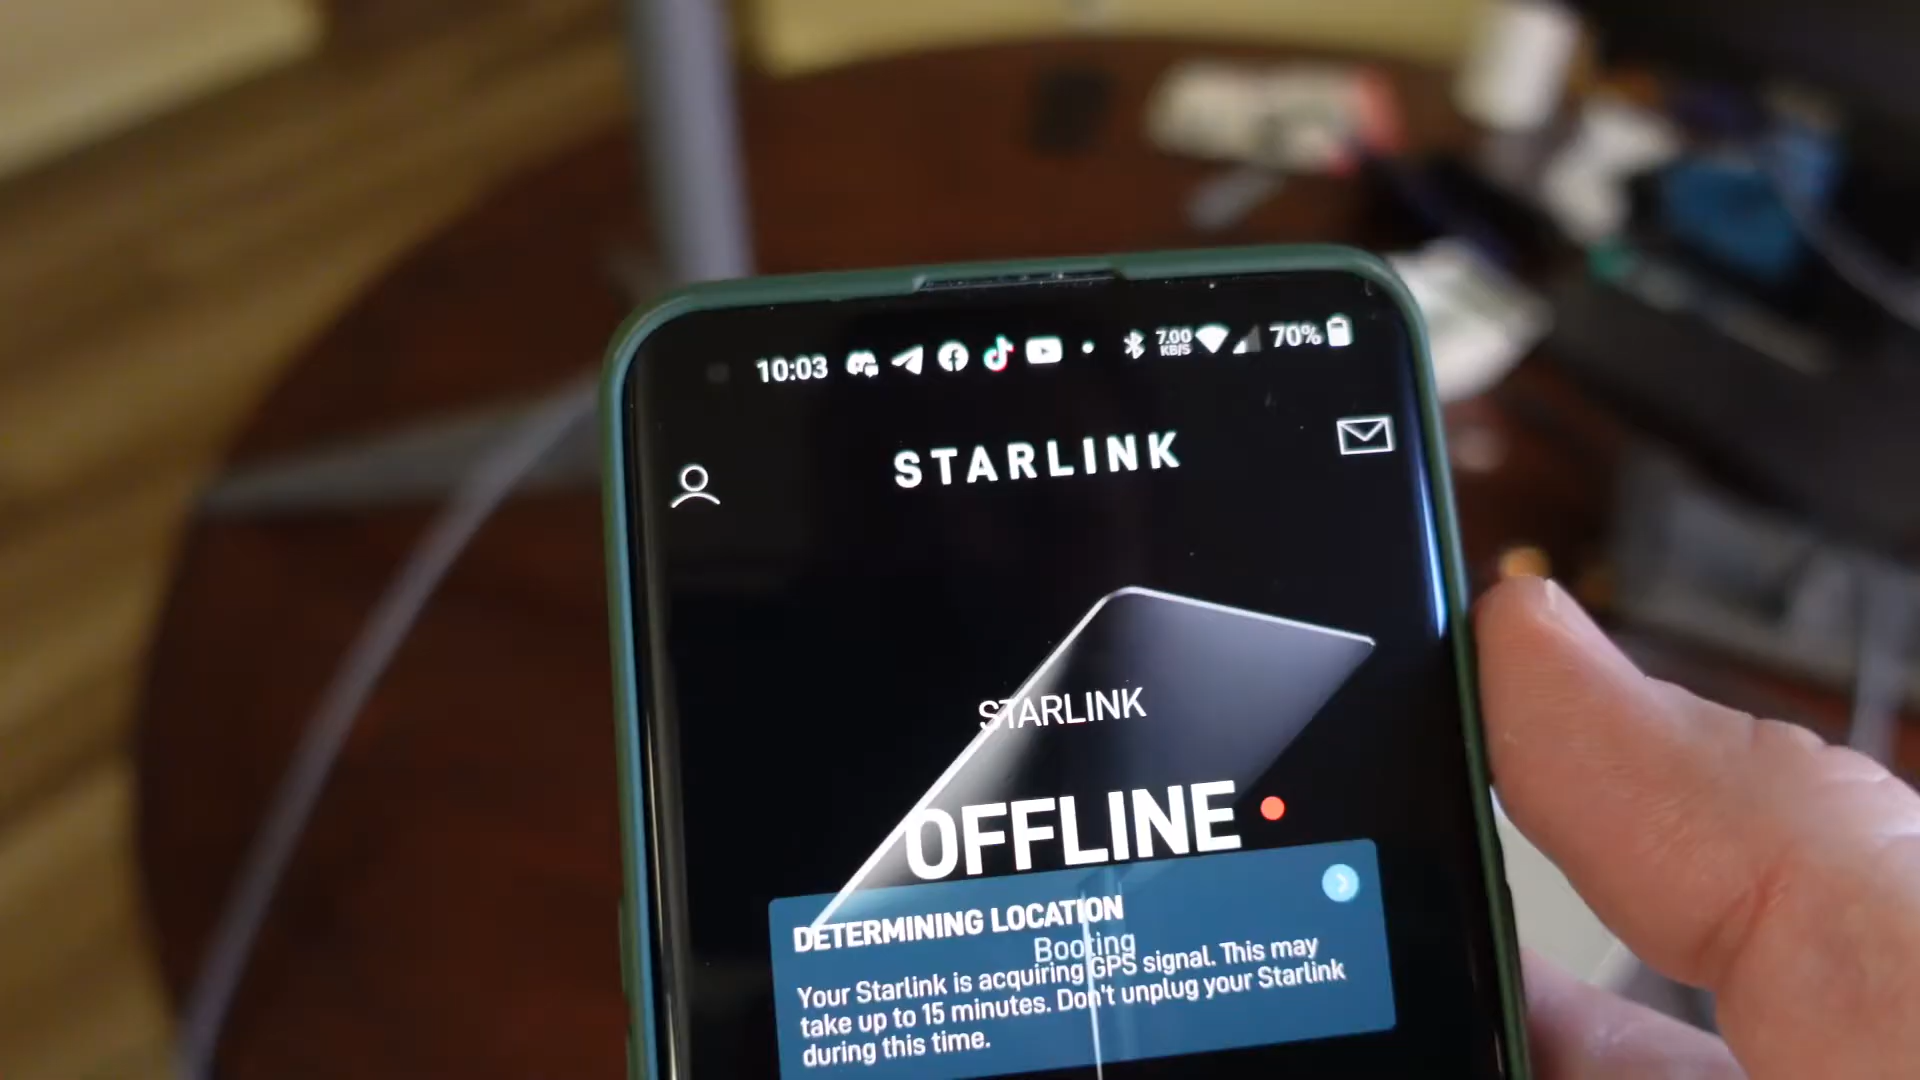 10:03 7.00 KB/S 70%
STARLINK
STARLINK
OFFLINE
DETERMINING LOCATION
Booting
Your Starlink is acquiring GPS signal. This may
take up to 15 minutes. Don't unplug your Starlink
during this time.